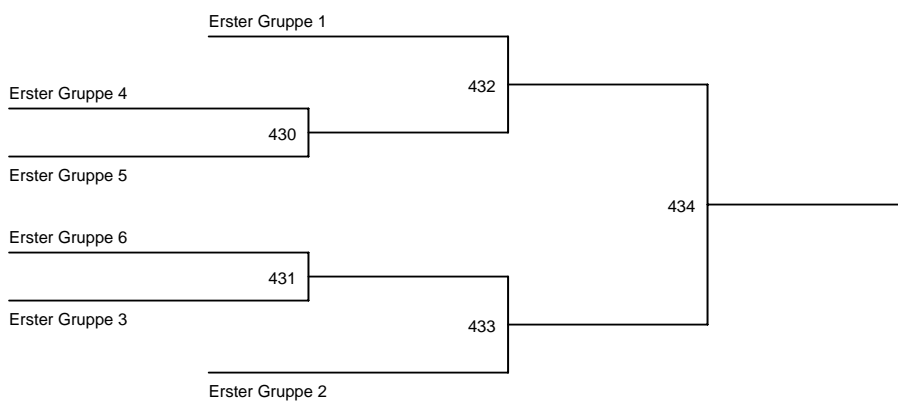 Erster Gruppe 1
432
Erster Gruppe 4
430
Erster Gruppe 5
434
Erster Gruppe 6
431
Erster Gruppe 3
433
Erster Gruppe 2